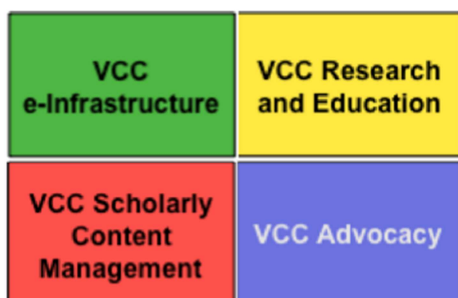 VCC
e-Infrastructure
VCC Research
and Education
VCC Scholarly
Content
Management
VCC Advocacy